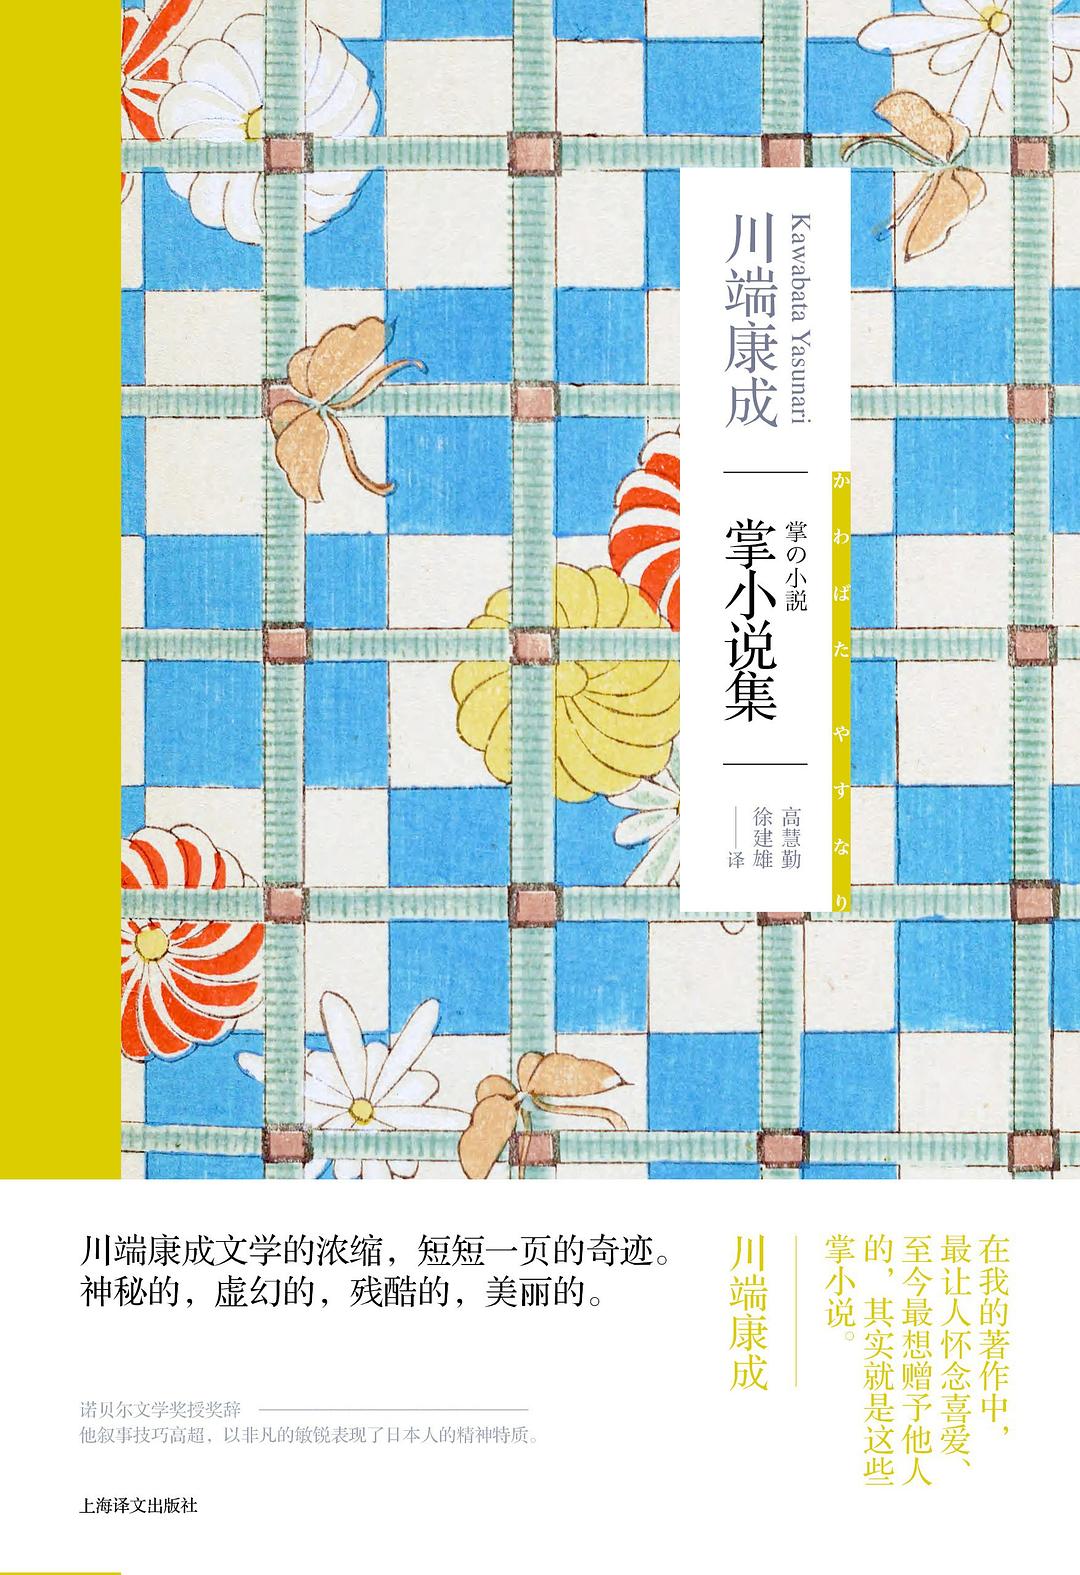 川端康成
Kawabata Yasunari
掌の小説
掌小说集
高慧勤
徐建雄
——译
かわばた やすなり
川端康成文学的浓缩，短短一页的奇迹。
神秘的，虚幻的，残酷的，美丽的。
诺贝尔文学奖授奖辞 ——
他叙事技巧高超，以非凡的敏锐表现了日本人的精神特质。
上海译文出版社
在我的著作中，
最让人怀念喜爱、
至今最想赠予他人
的，其实就是这些
掌小说。
川端康成